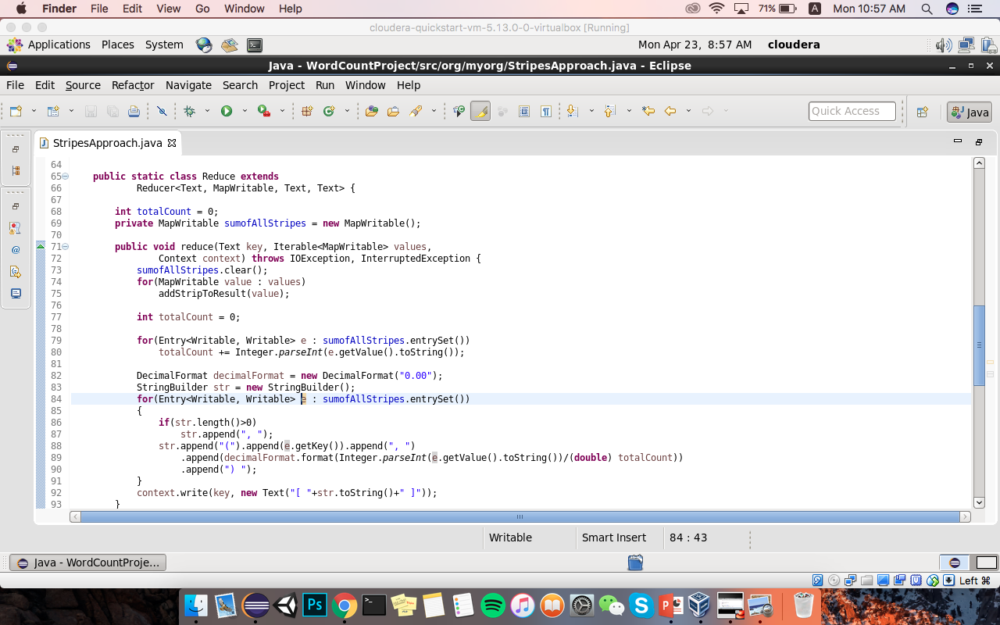 Finder File Edit View Go Window Help 71% A Mon 10:57 AM
cloudera-quickstart-vm-5.13.0-0-virtualbox [Running]
Applications Places System Mon Apr 23, 8:57 AM cloudera
Java - WordCountProject/src/org/myorg/StripesApproach.java - Eclipse
File Edit Source Refactor Navigate Search Project Run Window Help
Quick Access Java
StripesApproach.java
64
65 public static class Reduce extends
66 Reducer<Text, MapWritable, Text, Text> {
67
68 int totalCount = 0;
69 private MapWritable sumofAllStripes = new MapWritable();
70
71 public void reduce(Text key, Iterable<MapWritable> values,
72 Context context) throws IOException, InterruptedException {
73 sumofAllStripes.clear();
74 for(MapWritable value : values)
75 addStripToResult(value);
76
77 int totalCount = 0;
78
79 for(Entry<Writable, Writable> e : sumofAllStripes.entrySet())
80 totalCount += Integer.parseInt(e.getValue().toString());
81
82 DecimalFormat decimalFormat = new DecimalFormat("0.00");
83 StringBuilder str = new StringBuilder();
84 for(Entry<Writable, Writable> e : sumofAllStripes.entrySet())
85 {
86 if(str.length()>0)
87 str.append(", ");
88 str.append("(").append(e.getKey()).append(", ")
89 .append(decimalFormat.format(Integer.parseInt(e.getValue().toString())/(double) totalCount))
90 .append(") ");
91 }
92 context.write(key, new Text("[ "+str.toString()+" ]"));
93 }
Writable Smart Insert 84 : 43
Java - WordCountProje...
Left ⌘
Ps